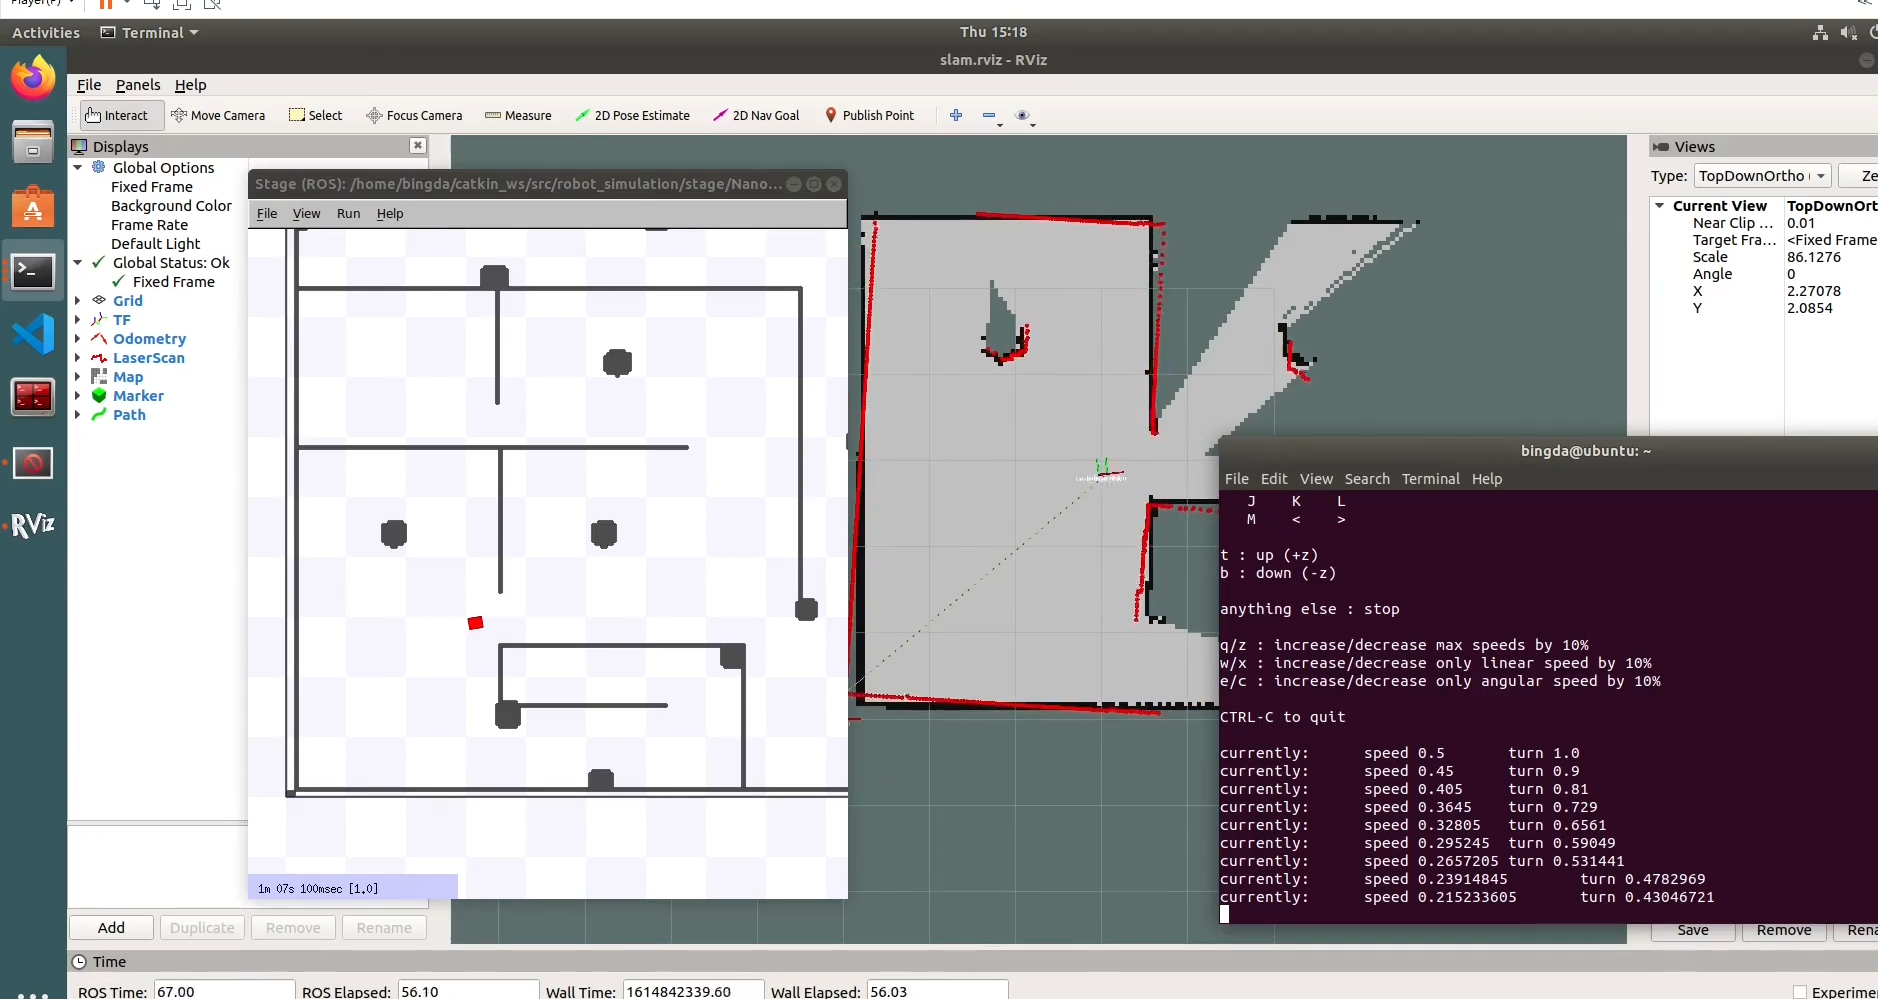 Player(P)
Activities
Terminal
Thu 15:18
slam.rviz - RViz
File Panels Help
Interact Move Camera Select Focus Camera Measure 2D Pose Estimate 2D Nav Goal Publish Point
Displays
Global Options
Fixed Frame
Background Color
Frame Rate
Default Light
Global Status: Ok
Fixed Frame
Grid
TF
Odometry
LaserScan
Map
Marker
Path
Add Duplicate Remove Rename
Stage (ROS): /home/bingda/catkin_ws/src/robot_simulation/stage/Nano...
File View Run Help
1m 07s 100msec [1.0]
Views
Type: TopDownOrtho ( Ze
Current View TopDownOrt
Near Clip ... 0.01
Target Fra... <Fixed Frame
Scale 86.1276
Angle 0
X 2.27078
Y 2.0854
Save Remove Rena
bingda@ubuntu: ~
File Edit View Search Terminal Help
J K L
M < >
t : up (+z)
b : down (-z)
anything else : stop
q/z : increase/decrease max speeds by 10%
w/x : increase/decrease only linear speed by 10%
e/c : increase/decrease only angular speed by 10%
CTRL-C to quit
currently: speed 0.5 turn 1.0
currently: speed 0.45 turn 0.9
currently: speed 0.405 turn 0.81
currently: speed 0.3645 turn 0.729
currently: speed 0.32805 turn 0.6561
currently: speed 0.295245 turn 0.59049
currently: speed 0.2657205 turn 0.531441
currently: speed 0.23914845 turn 0.4782969
currently: speed 0.215233605 turn 0.43046721
RViz
Time
ROS Time: 67.00 ROS Elapsed: 56.10 Wall Time: 1614842339.60 Wall Elapsed: 56.03 Experime